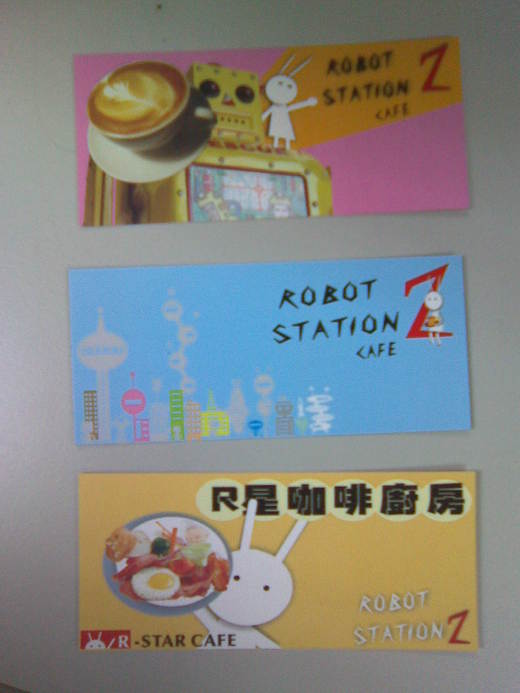 ROBOT
STATION Z
CAFE
ROBOT
STATION Z
CAFE
R星咖啡廚房
R-STAR CAFE
ROBOT
STATION Z